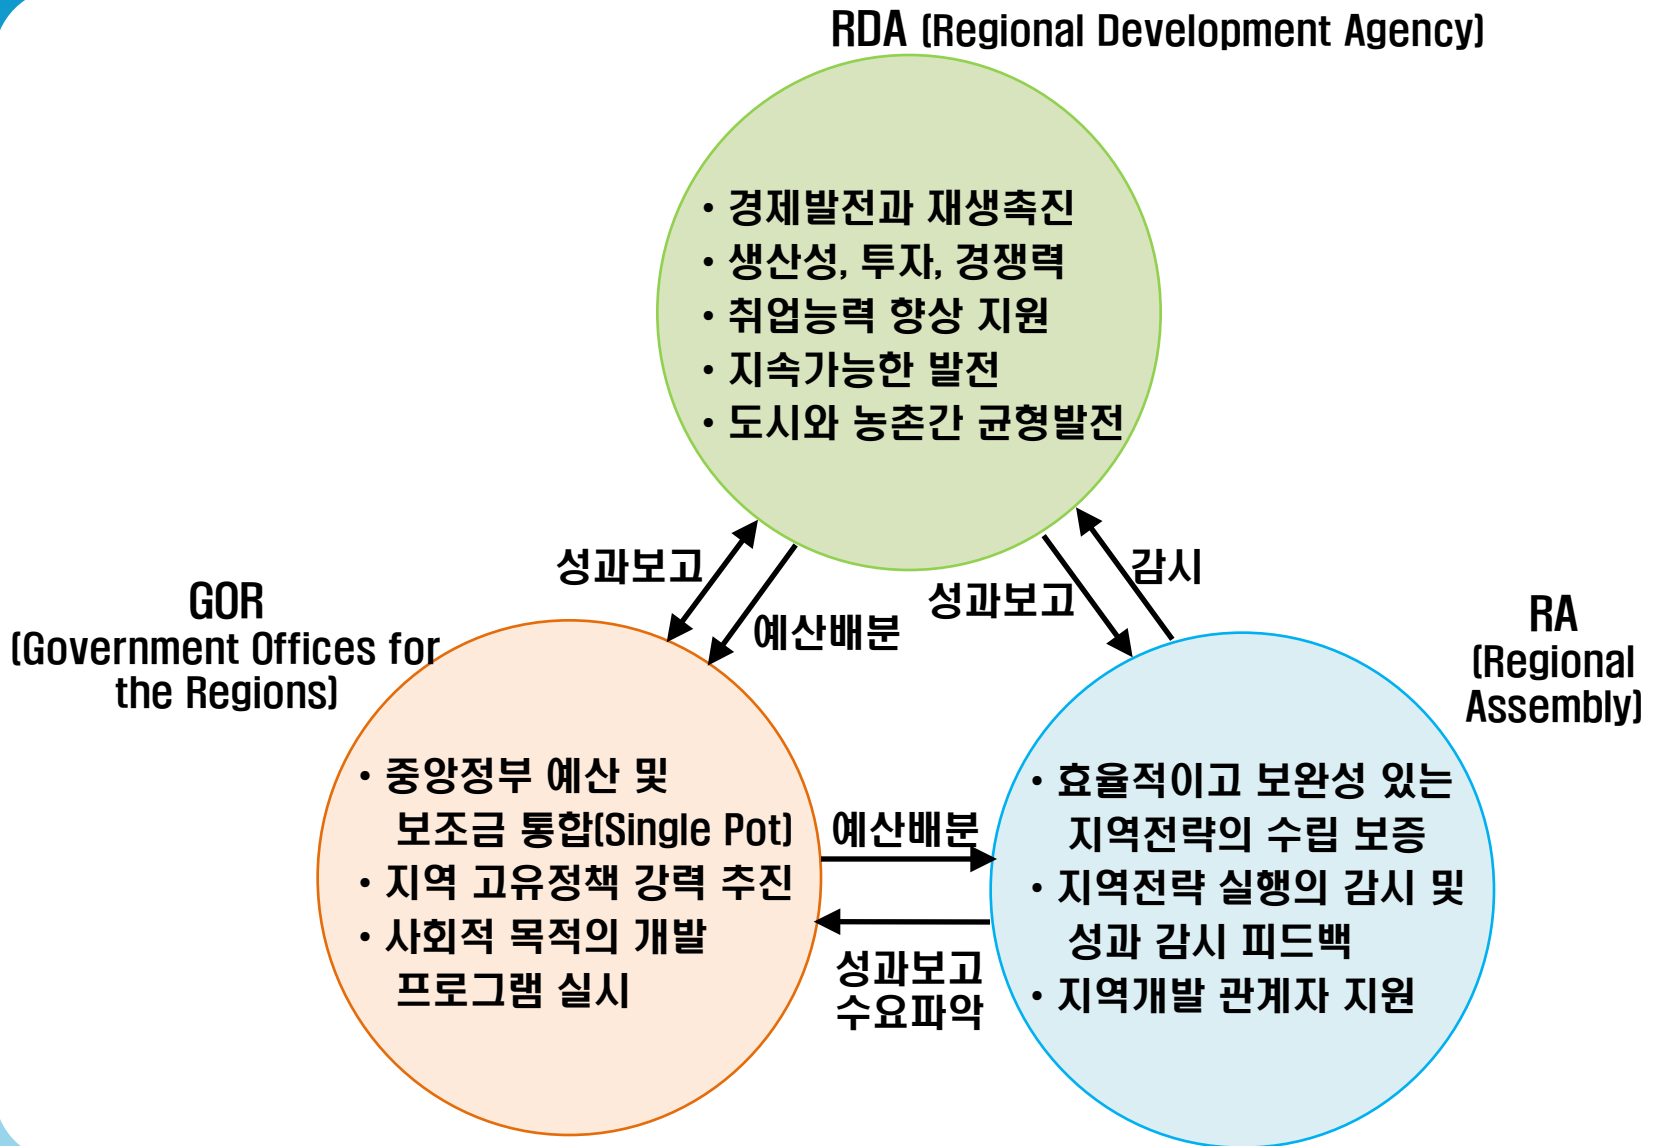 RDA (Regional Development Agency)
• 경제발전과 재생촉진
• 생산성, 투자, 경쟁력
• 취업능력 향상 지원
• 지속가능한 발전
• 도시와 농촌간 균형발전
성과보고
예산배분
성과보고
감시
GOR
(Government Offices for
the Regions)
RA
(Regional
Assembly)
• 중앙정부 예산 및
보조금 통합(Single Pot)
• 지역 고유정책 강력 추진
• 사회적 목적의 개발
프로그램 실시
예산배분
성과보고
수요파악
• 효율적이고 보완성 있는
지역전략의 수립 보증
• 지역전략 실행의 감시 및
성과 감시 피드백
• 지역개발 관계자 지원